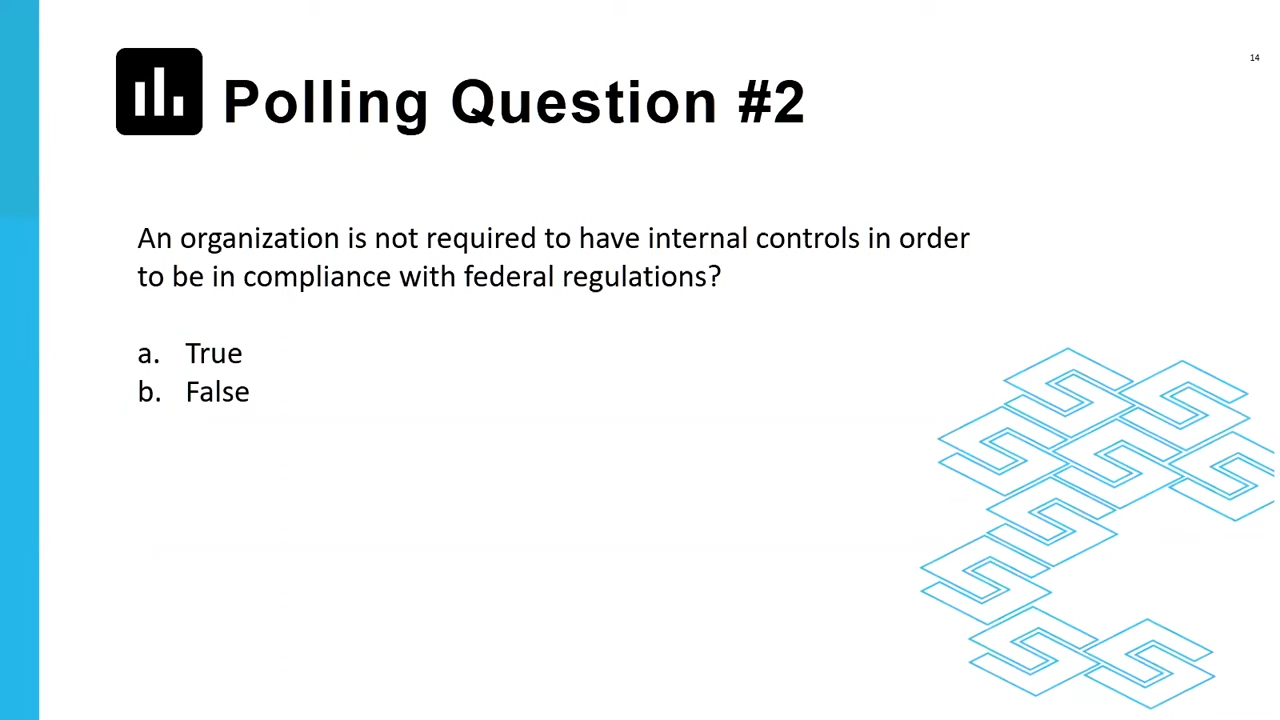 14
Polling Question #2
An organization is not required to have internal controls in order
to be in compliance with federal regulations?
a. True
b. False